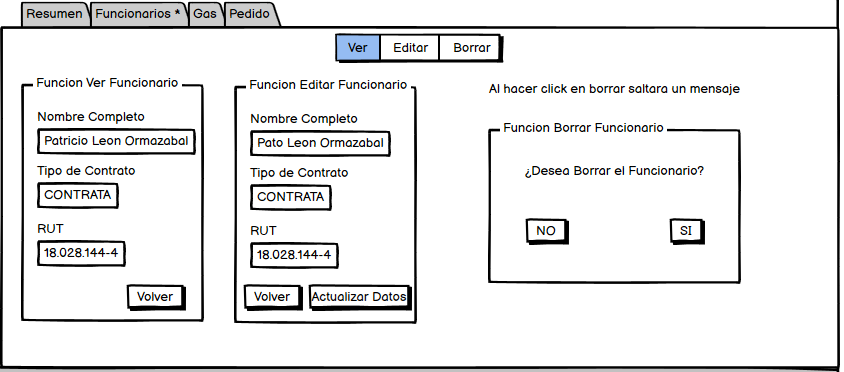 Resumen Funcionarios * Gas Pedido
Ver Editar Borrar
Funcion Ver Funcionario
Nombre Completo
Patricio Leon Ormazabal
Tipo de Contrato
CONTRATA
RUT
18.028.144-4
Volver
Funcion Editar Funcionario
Nombre Completo
Pato Leon Ormazabal
Tipo de Contrato
CONTRATA
RUT
18.028.144-4
Volver Actualizar Datos
Al hacer click en borrar saltara un mensaje
Funcion Borrar Funcionario
¿Desea Borrar el Funcionario?
NO SI